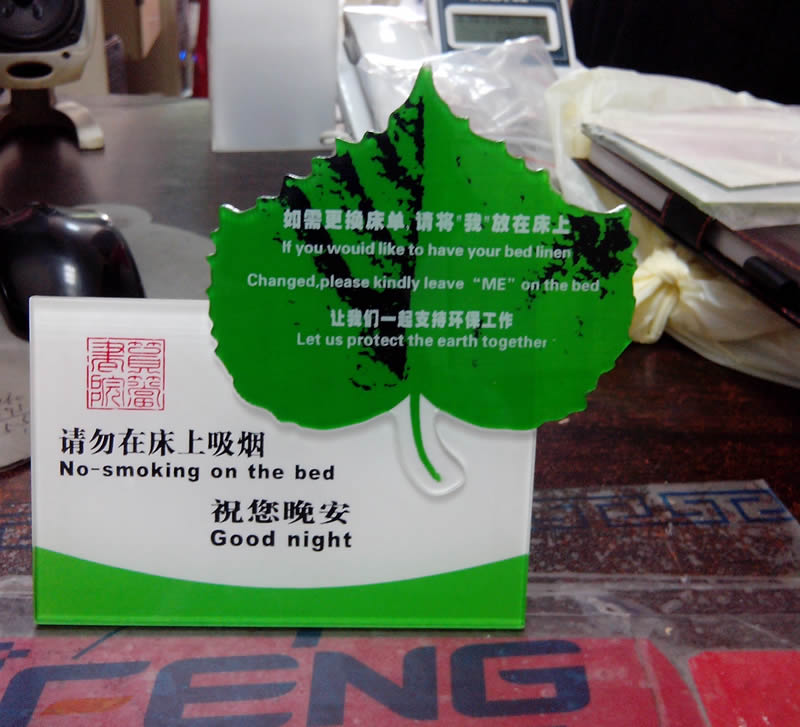 如需更换床单,请将"我"放在床上
If you wouid like to have your bed linen
Changed,please kindly leave "ME" on the bed
让我们一起支持环保工作
Let us protect the earth together
请勿在床上吸烟
No-smoking on the bed
祝您晚安
Good night
FENG